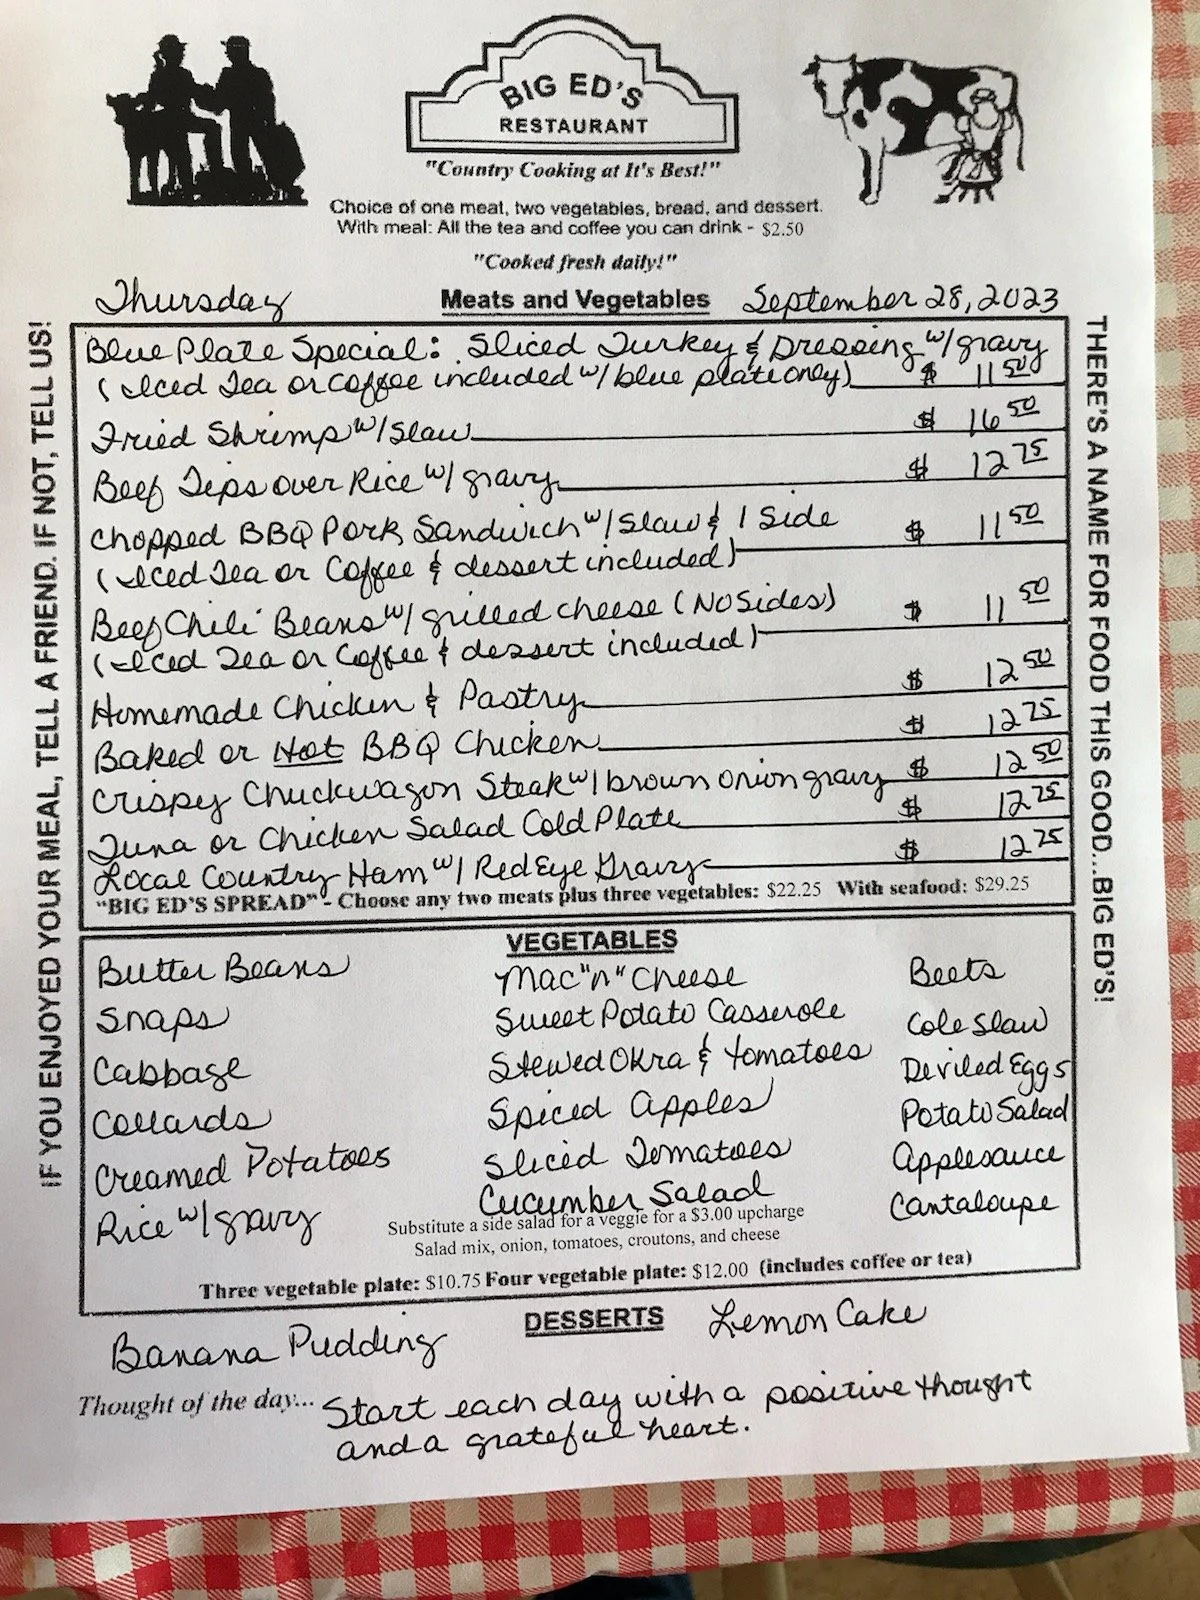 BIG ED'S
RESTAURANT
"Country Cooking at It's Best!"
Choice of one meat, two vegetables, bread, and dessert.
With meal: All the tea and coffee you can drink - $2.50
"Cooked fresh daily!"
Thursday Meats and Vegetables September 28, 2023
IF YOU ENJOYED YOUR MEAL, TELL A FRIEND. IF NOT, TELL US!
Blue Plate Special: Sliced Turkey & Dressing w/gravy
(Iced Tea or Coffee included w/ blue plate only) $ 11 50
Fried Shrimp w/Slaw $ 16 50
Beef Tips over Rice w/ gravy $ 12 75
Chopped BBQ Pork Sandwich w/Slaw & 1 Side $ 11 50
(Iced Tea or Coffee & dessert included)
Beef Chili Beans w/ grilled cheese (No Sides) $ 11 50
(Iced Tea or Coffee & dessert included)
Homemade Chicken & Pastry $ 12 50
Baked or Hot BBQ Chicken $ 12 75
Crispy Chuckwagon Steak w/ brown onion gravy $ 12 50
Tuna or Chicken Salad Cold Plate $ 12 75
Local Country Ham w/ Red Eye Gravy $ 12 75
"BIG ED'S SPREAD" - Choose any two meats plus three vegetables: $22.25 With seafood: $29.25
THERE'S A NAME FOR FOOD THIS GOOD...BIG ED'S!
VEGETABLES
Butter Beans Mac"n"Cheese Beets
Snaps Sweet Potato Casserole Cole Slaw
Cabbage Stewed Okra & tomatoes Deviled Eggs
Collards Spiced Apples Potato Salad
Creamed Potatoes Sliced Tomatoes Applesauce
Rice w/gravy Cucumber Salad Cantaloupe
Substitute a side salad for a veggie for a $3.00 upcharge
Salad mix, onion, tomatoes, croutons, and cheese
Three vegetable plate: $10.75 Four vegetable plate: $12.00 (includes coffee or tea)
DESSERTS
Banana Pudding Lemon Cake
Thought of the day... Start each day with a positive thought
and a grateful heart.